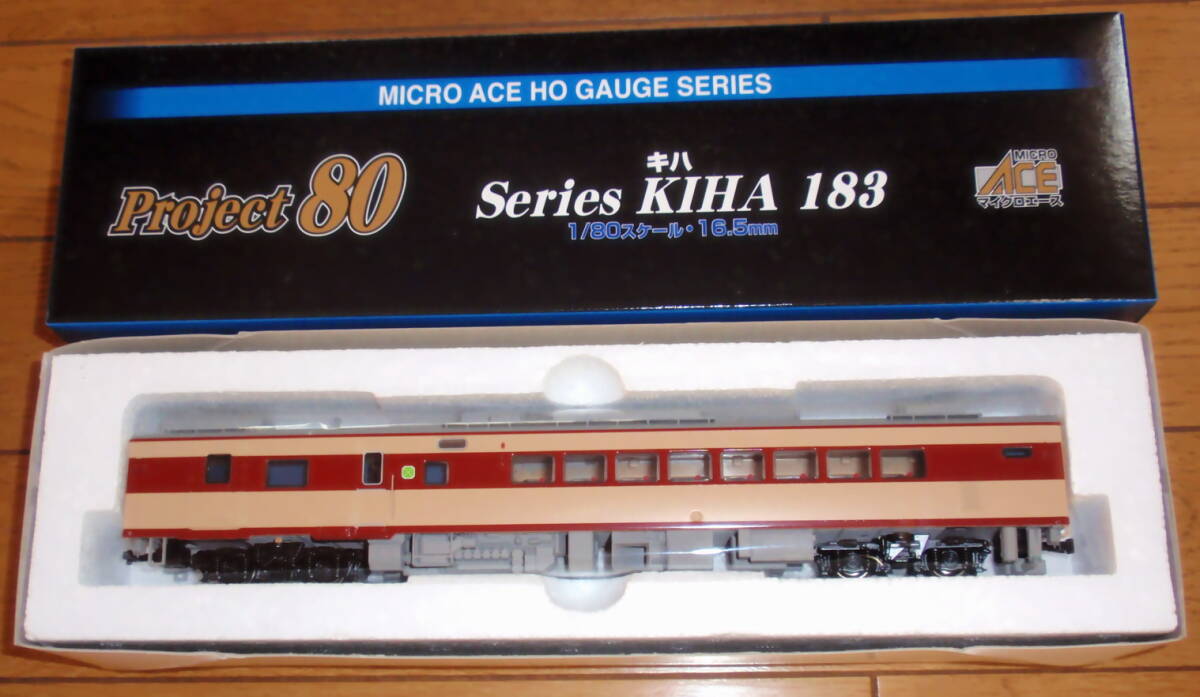 MICRO ACE HO GAUGE SERIES
Project 80
キハ
Series KIHA 183
1/80スケール・16.5mm
MICRO
ACE
マイクロエース